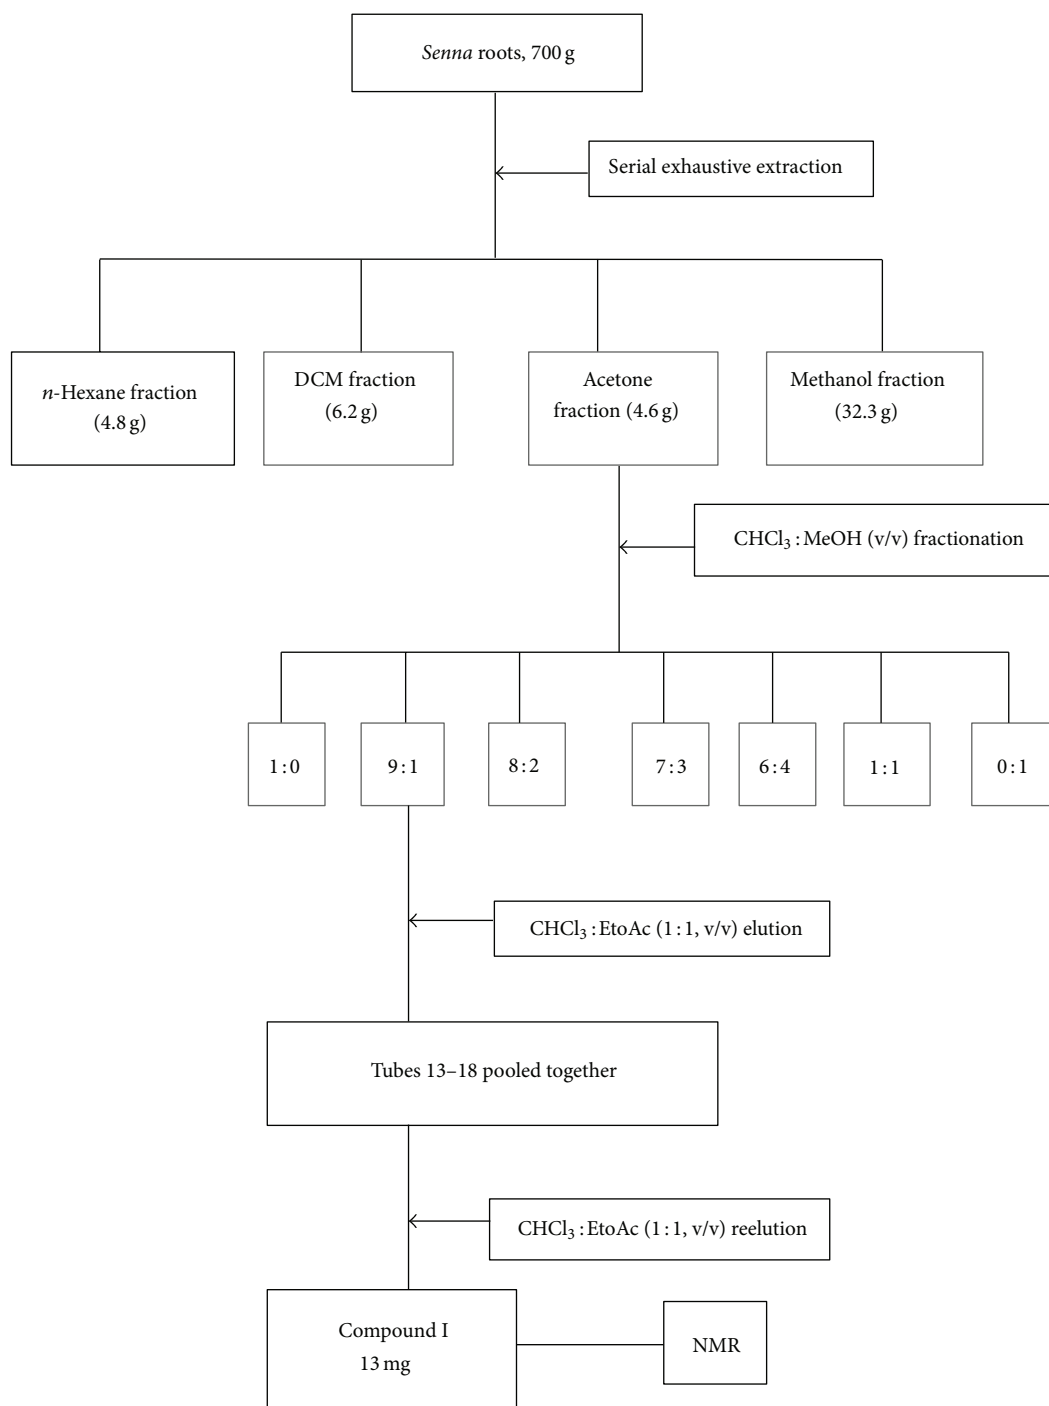 Senna roots, 700 g
Serial exhaustive extraction
n-Hexane fraction
(4.8 g)
DCM fraction
(6.2 g)
Acetone
fraction (4.6 g)
Methanol fraction
(32.3 g)
CHCl₃ : MeOH (v/v) fractionation
1 : 0
9 : 1
8 : 2
7 : 3
6 : 4
1 : 1
0 : 1
CHCl₃ : EtoAc (1 : 1, v/v) elution
Tubes 13–18 pooled together
CHCl₃ : EtoAc (1 : 1, v/v) reelution
Compound I
13 mg
NMR